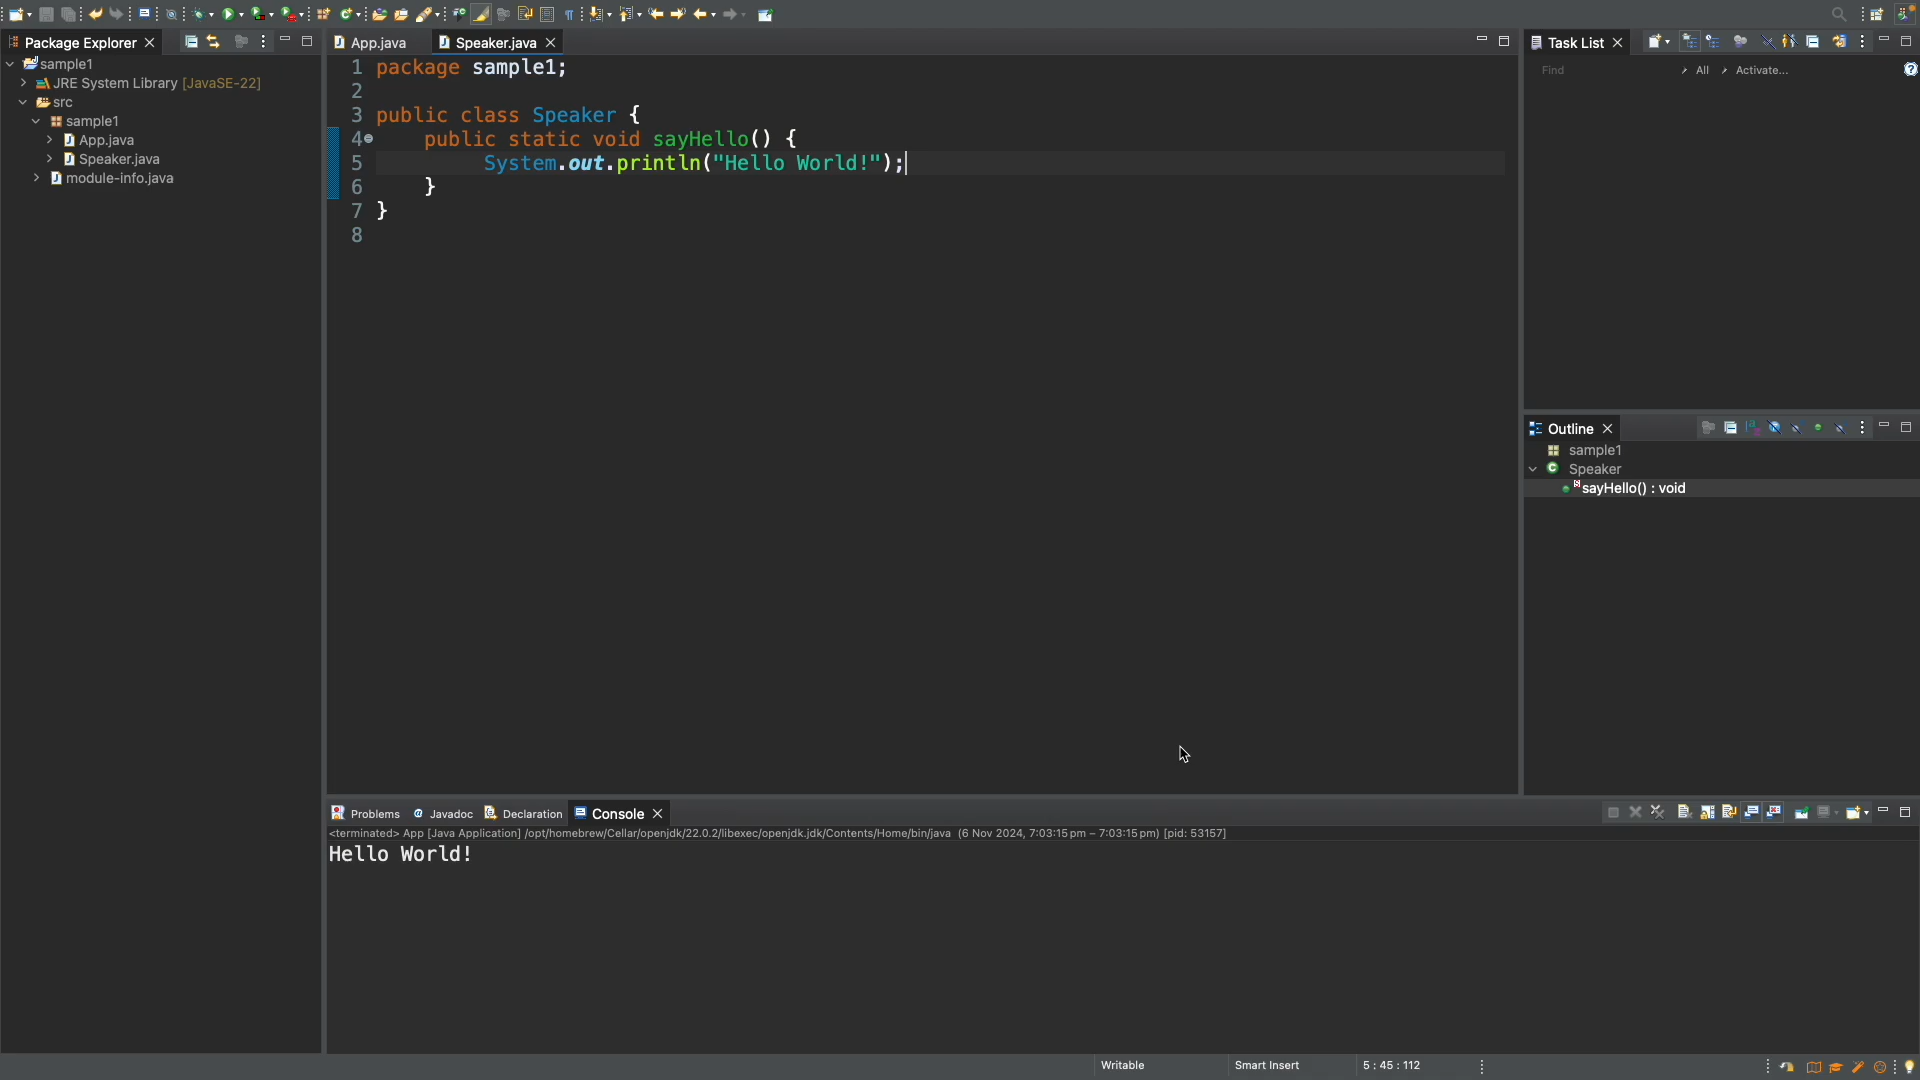 Package Explorer
sample1
JRE System Library [JavaSE-22]
src
sample1
App.java
Speaker.java
module-info.java
App.java
Speaker.java
1 package sample1;
2
3 public class Speaker {
4 public static void sayHello() {
5 System.out.println("Hello World!");
6 }
7 }
8
Task List
Find
All
Activate...
Outline
sample1
Speaker
sayHello() : void
Problems
Javadoc
Declaration
Console
<terminated> App [Java Application] /opt/homebrew/Cellar/openjdk/22.0.2/libexec/openjdk.jdk/Contents/Home/bin/java (6 Nov 2024, 7:03:15 pm – 7:03:15 pm) [pid: 53157]
Hello World!
Writable
Smart Insert
5 : 45 : 112